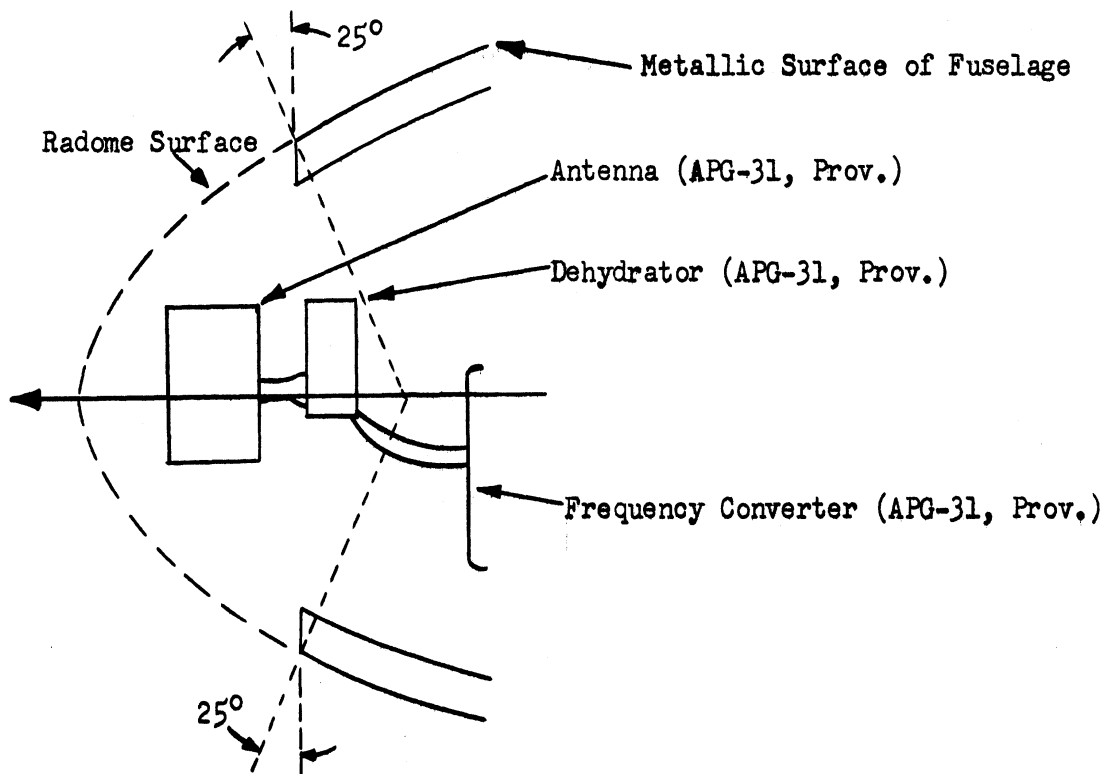 25°
Metallic Surface of Fuselage
Radome Surface
Antenna (APG-31, Prov.)
Dehydrator (APG-31, Prov.)
Frequency Converter (APG-31, Prov.)
25°